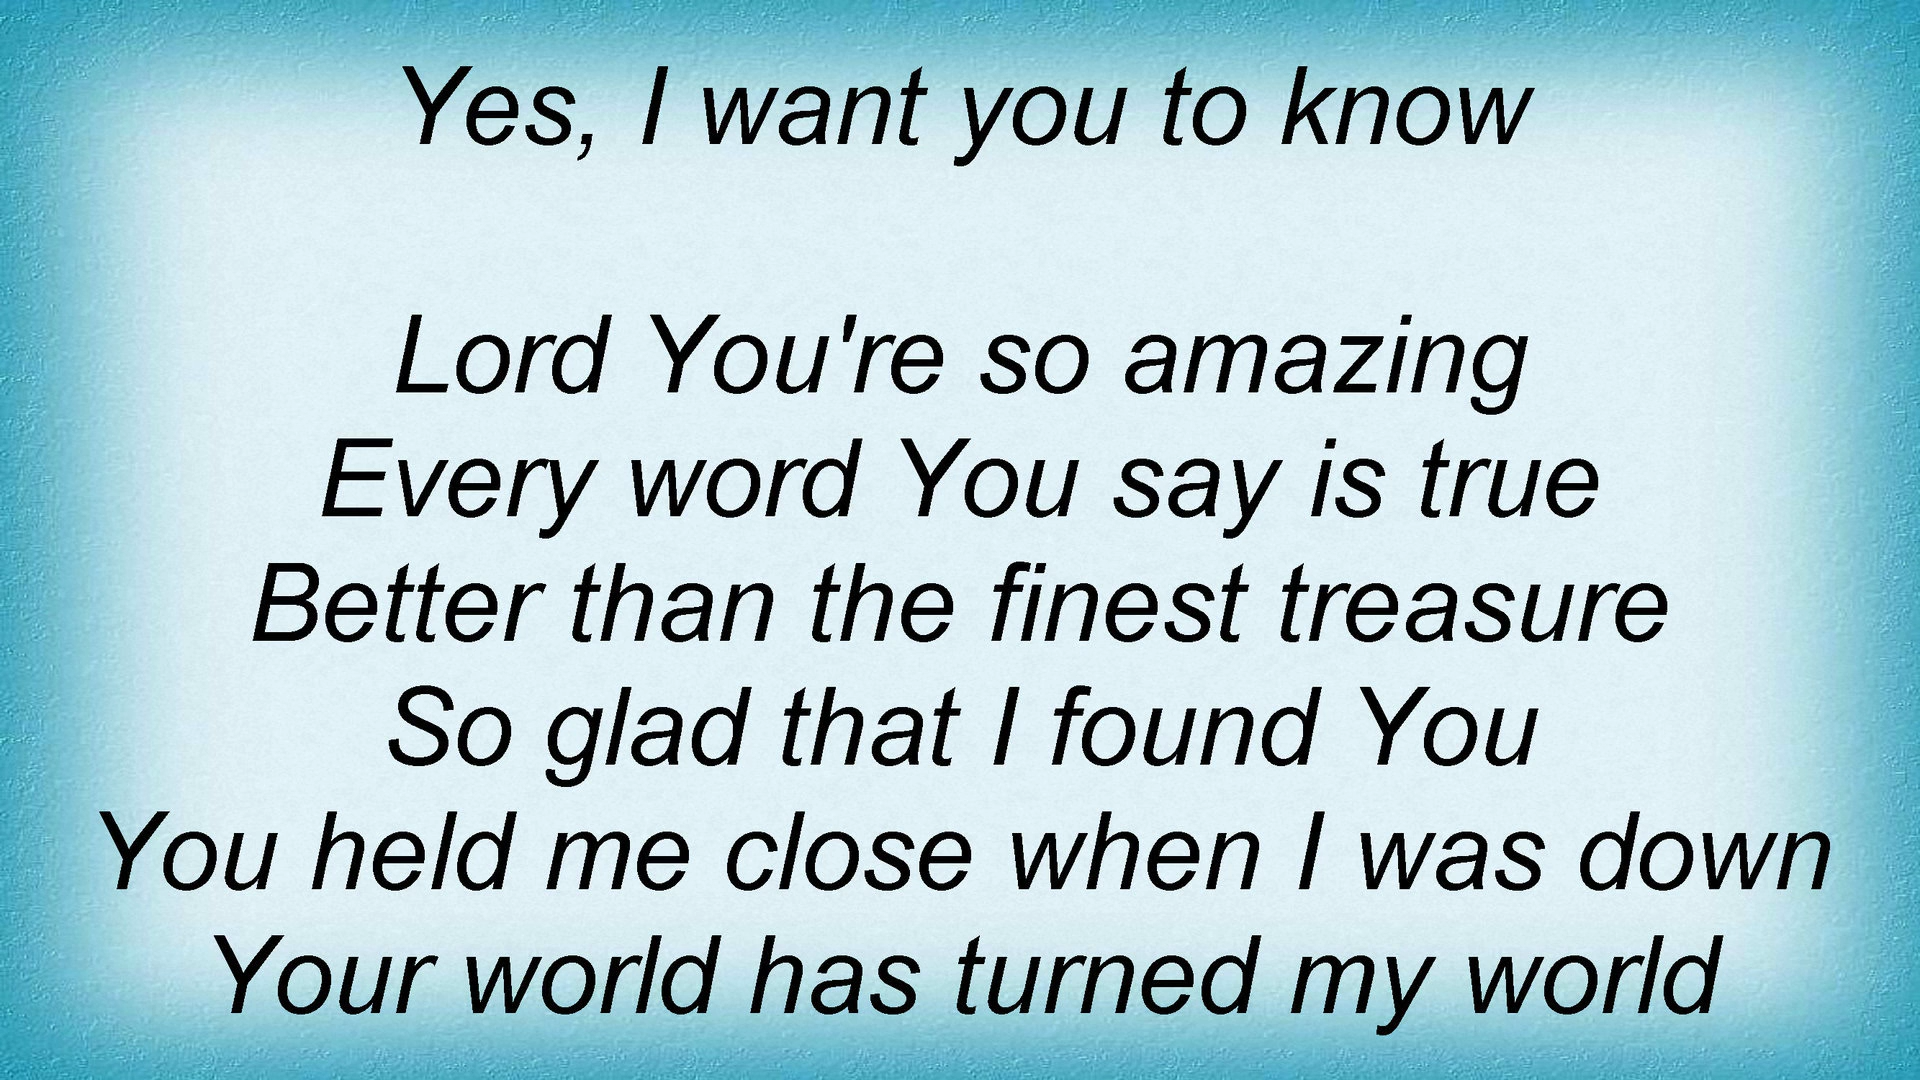 Yes, I want you to know
Lord You're so amazing
Every word You say is true
Better than the finest treasure
So glad that I found You
You held me close when I was down
Your world has turned my world